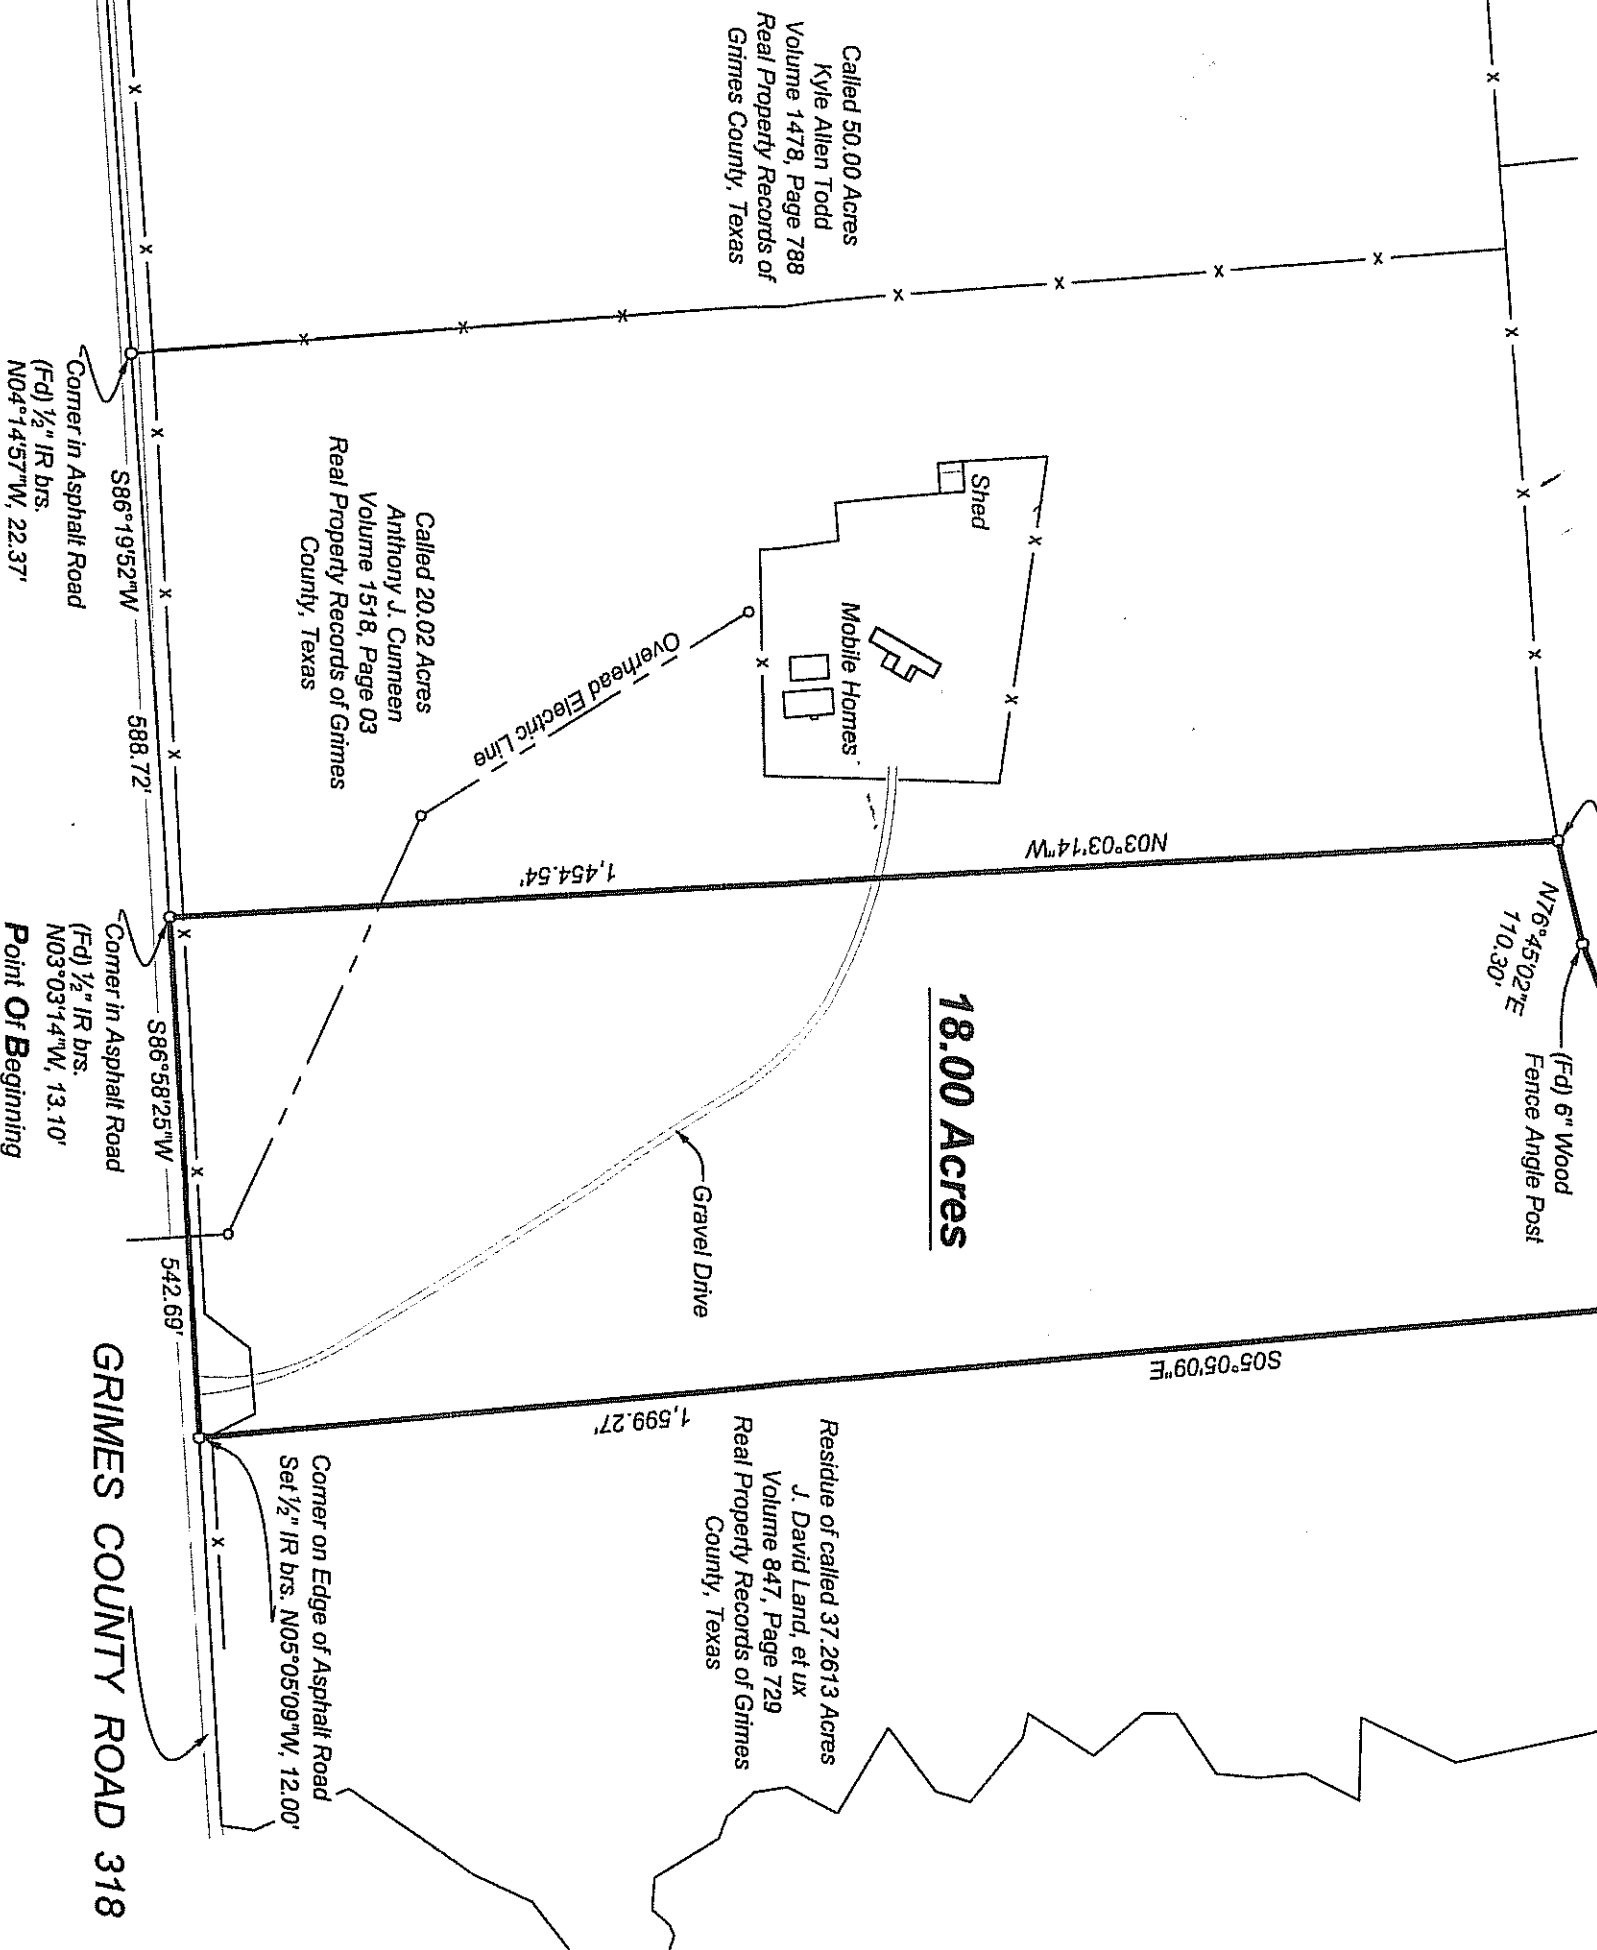 Called 50.00 Acres
Kyle Allen Todd
Volume 1478, Page 788
Real Property Records of
Grimes County, Texas
Shed
Mobile Homes
Overhead Electric Line
Called 20.02 Acres
Anthony J. Cunneen
Volume 1518, Page 03
Real Property Records of Grimes
County, Texas
S86°19'52"W
588.72'
Corner in Asphalt Road
(Fd) ½" IR brs.
N04°14'57"W, 22.37'
N03°03'14"W
1,454.54'
N76°45'02"E
110.30'
(Fd) 6" Wood
Fence Angle Post
18.00 Acres
Gravel Drive
S86°58'25"W
542.69'
Corner in Asphalt Road
(Fd) ½" IR brs.
N03°03'14"W, 13.10'
Point Of Beginning
S05°05'09"E
1,599.27'
Residue of called 37.2613 Acres
J. David Land, et ux
Volume 847, Page 729
Real Property Records of Grimes
County, Texas
Corner on Edge of Asphalt Road
Set ½" IR brs. N05°05'09"W, 12.00'
GRIMES COUNTY ROAD 318